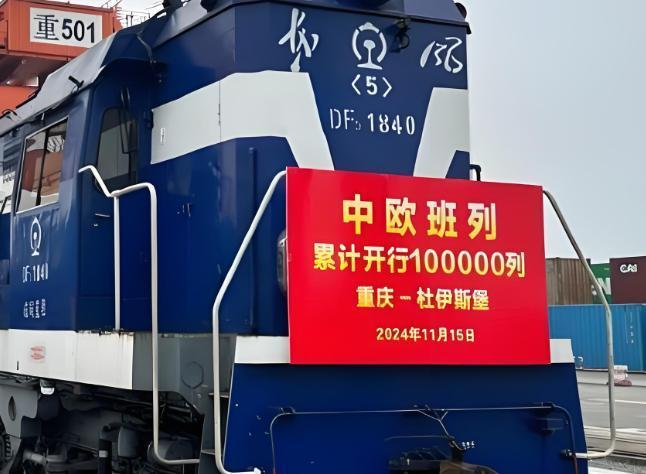 重501
东风
〈5〉
DF₅ 1840
中欧班列
累计开行100000列
重庆－杜伊斯堡
2024年11月15日
DF₅ 1840